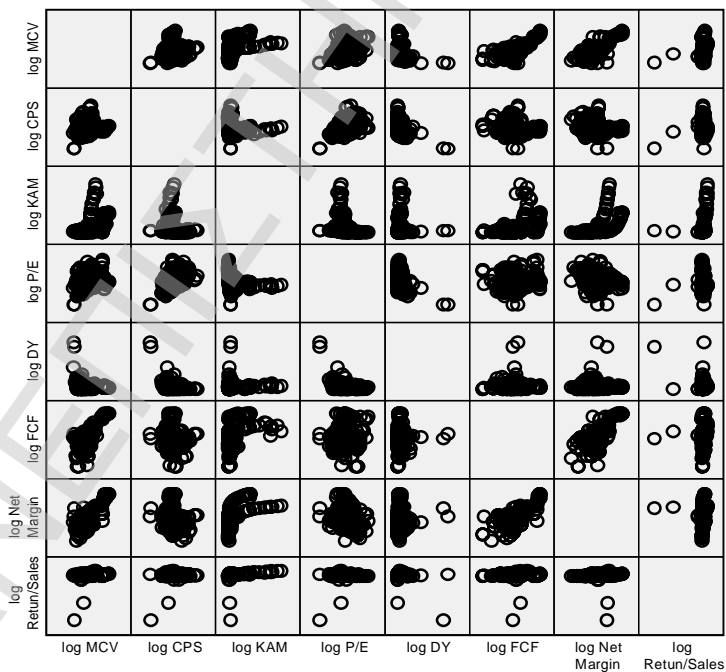 log MCV
log CPS
log KAM
log P/E
log DY
log FCF
log Net
Margin
log
Retun/Sales
log MCV
log CPS
log KAM
log P/E
log DY
log FCF
log Net
Margin
log
Retun/Sales